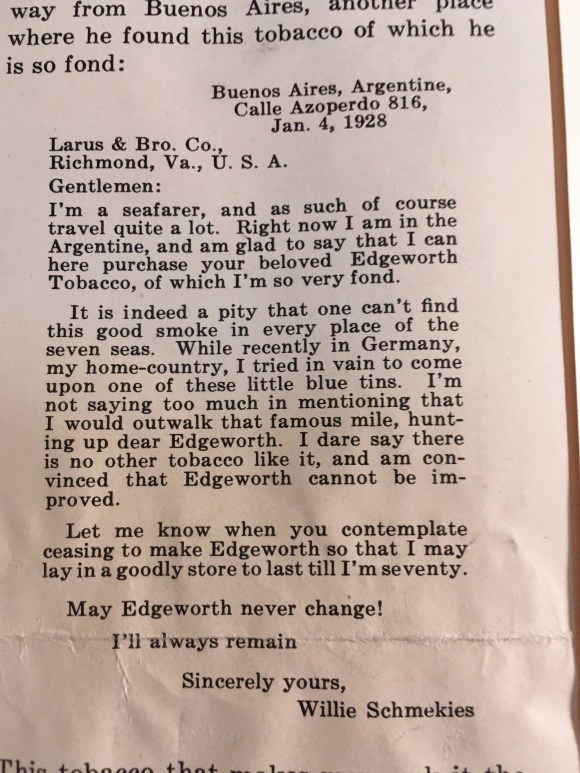 way from Buenos Aires, another place
where he found this tobacco of which he
is so fond:
Buenos Aires, Argentine,
Calle Azoperdo 816,
Jan. 4, 1928
Larus & Bro. Co.,
Richmond, Va., U. S. A.
Gentlemen:
I'm a seafarer, and as such of course
travel quite a lot. Right now I am in the
Argentine, and am glad to say that I can
here purchase your beloved Edgeworth
Tobacco, of which I'm so very fond.
It is indeed a pity that one can't find
this good smoke in every place of the
seven seas. While recently in Germany,
my home-country, I tried in vain to come
upon one of these little blue tins. I'm
not saying too much in mentioning that
I would outwalk that famous mile, hunt-
ing up dear Edgeworth. I dare say there
is no other tobacco like it, and am con-
vinced that Edgeworth cannot be im-
proved.
Let me know when you contemplate
ceasing to make Edgeworth so that I may
lay in a goodly store to last till I'm seventy.
May Edgeworth never change!
I'll always remain
Sincerely yours,
Willie Schmekies
This tobacco that makes